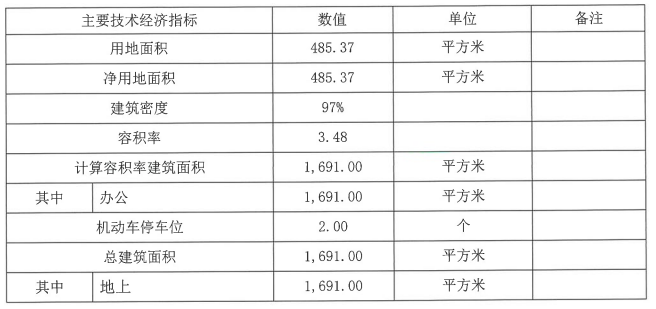 主要技术经济指标 数值 单位 备注
用地面积 485.37 平方米
净用地面积 485.37 平方米
建筑密度 97%
容积率 3.48
计算容积率建筑面积 1,691.00 平方米
其中 办公 1,691.00 平方米
机动车停车位 2.00 个
总建筑面积 1,691.00 平方米
其中 地上 1,691.00 平方米